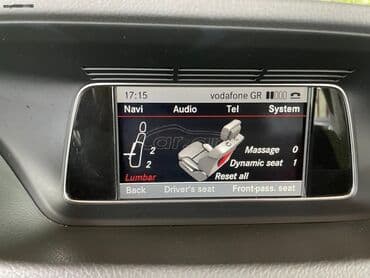 17:15 vodafone GR
Navi Audio Tel System
Massage 0
2 Dynamic seat 1
2
Lumbar Reset all
Back Driver's seat Front-pass. seat